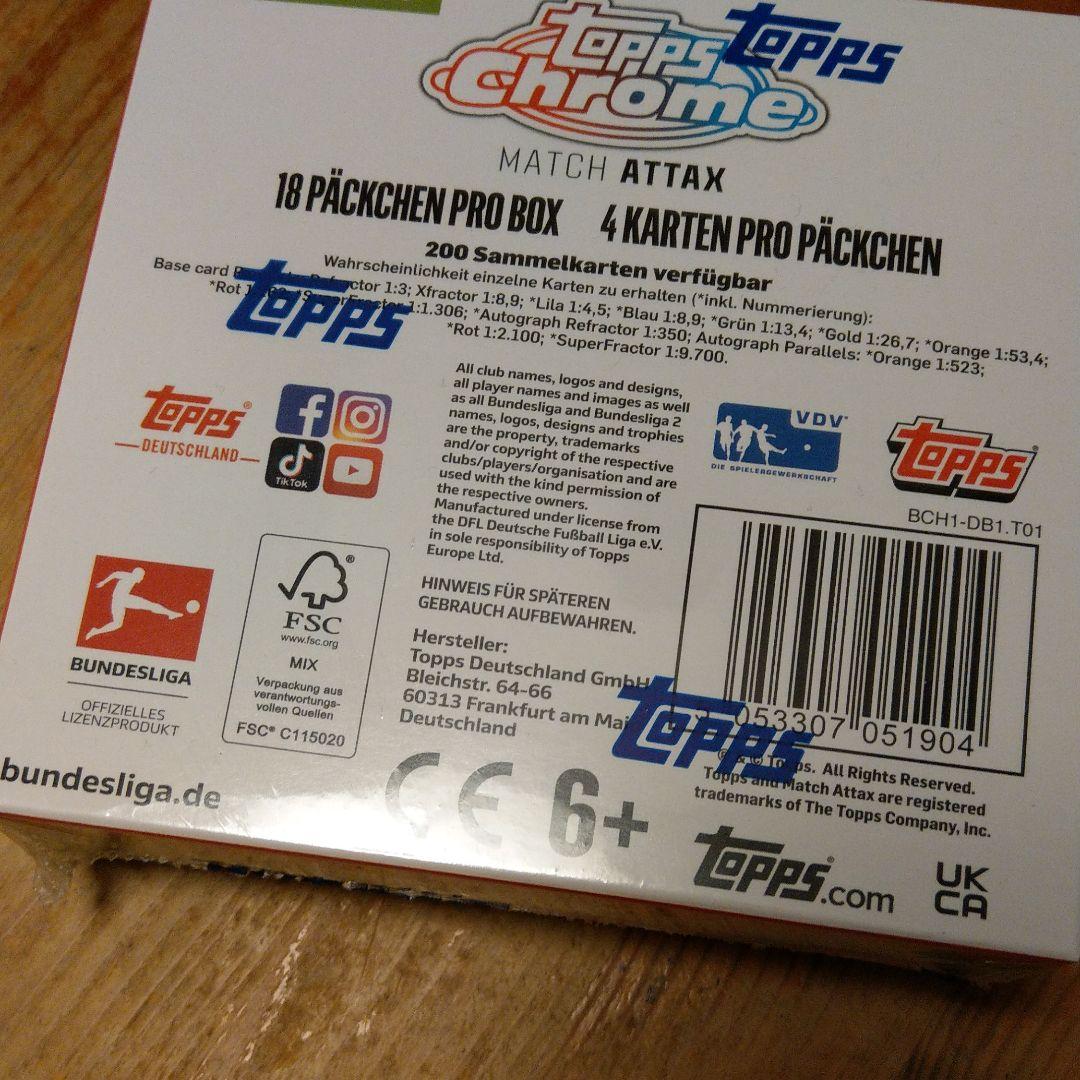 Topps Chrome
Topps
MATCH ATTAX
18 PÄCKCHEN PRO BOX 4 KARTEN PRO PÄCKCHEN
200 Sammelkarten verfügbar
Wahrscheinlichkeit einzelne Karten zu erhalten (*inkl. Nummerierung):
Base card Refractor 1:3; Xfractor 1:8,9; *Lila 1:4,5; *Blau 1:8,9; *Grün 1:13,4; *Gold 1:26,7; *Orange 1:53,4;
*Rot *SuperFractor 1:1.306; *Autograph Refractor 1:350; Autograph Parallels: *Orange 1:523;
*Rot 1:2.100; *SuperFractor 1:9.700.
Topps
Topps®
DEUTSCHLAND
TikTok
All club names, logos and designs,
all player names and images as well
as all Bundesliga and Bundesliga 2
names, logos, designs and trophies
are the property, trademarks
and/or copyright of the respective
clubs/players/organisation and are
used with the kind permission of
the respective owners.
Manufactured under license from
the DFL Deutsche Fußball Liga e.V.
in sole responsibility of Topps
Europe Ltd.
VDV
DIE SPIELERGEWERKSCHAFT
Topps®
BCH1-DB1.T01
053307 051904
BUNDESLIGA
OFFIZIELLES
LIZENZPRODUKT
FSC
www.fsc.org
MIX
Verpackung aus
verantwortungs-
vollen Quellen
FSC® C115020
HINWEIS FÜR SPÄTEREN
GEBRAUCH AUFBEWAHREN.
Hersteller:
Topps Deutschland GmbH
Bleichstr. 64-66
60313 Frankfurt am Mai
Deutschland
Topps
® & © Topps. All Rights Reserved.
Topps and Match Attax are registered
trademarks of The Topps Company, Inc.
bundesliga.de
CE 6+
Topps®.com
UK
CA